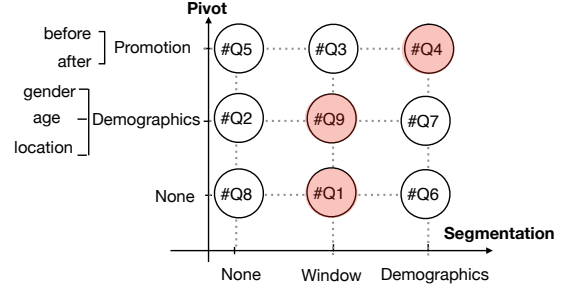 Pivot
before
after
Promotion
#Q5
#Q3
#Q4
gender
age
location
Demographics
#Q2
#Q9
#Q7
None
#Q8
#Q1
#Q6
Segmentation
None
Window
Demographics